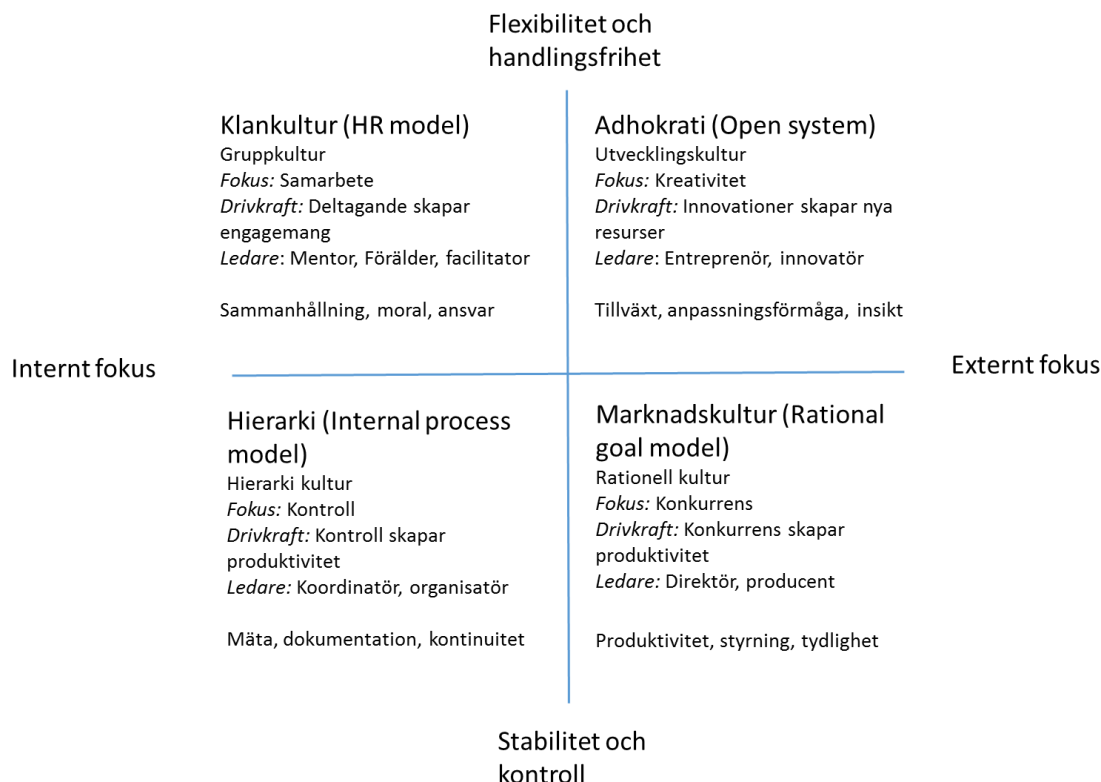 Flexibilitet och
handlingsfrihet
Klankultur (HR model)
Gruppkultur
Fokus: Samarbete
Drivkraft: Deltagande skapar
engagemang
Ledare: Mentor, Förälder, facilitator
Sammanhållning, moral, ansvar
Adhokrati (Open system)
Utvecklingskultur
Fokus: Kreativitet
Drivkraft: Innovationer skapar nya
resurser
Ledare: Entreprenör, innovatör
Tillväxt, anpassningsförmåga, insikt
Internt fokus
Externt fokus
Hierarki (Internal process
model)
Hierarki kultur
Fokus: Kontroll
Drivkraft: Kontroll skapar
produktivitet
Ledare: Koordinatör, organisatör
Mäta, dokumentation, kontinuitet
Marknadskultur (Rational
goal model)
Rationell kultur
Fokus: Konkurrens
Drivkraft: Konkurrens skapar
produktivitet
Ledare: Direktör, producent
Produktivitet, styrning, tydlighet
Stabilitet och
kontroll